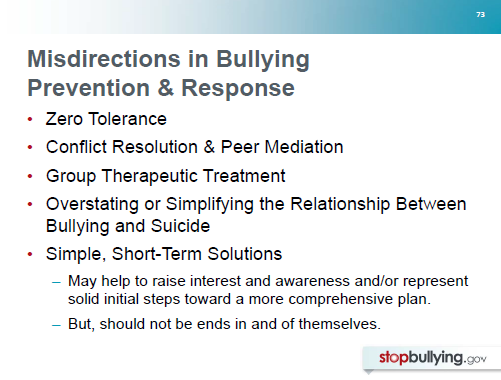 73
Misdirections in Bullying
Prevention & Response
• Zero Tolerance
• Conflict Resolution & Peer Mediation
• Group Therapeutic Treatment
• Overstating or Simplifying the Relationship Between
Bullying and Suicide
• Simple, Short-Term Solutions
– May help to raise interest and awareness and/or represent
solid initial steps toward a more comprehensive plan.
– But, should not be ends in and of themselves.
stopbullying.gov